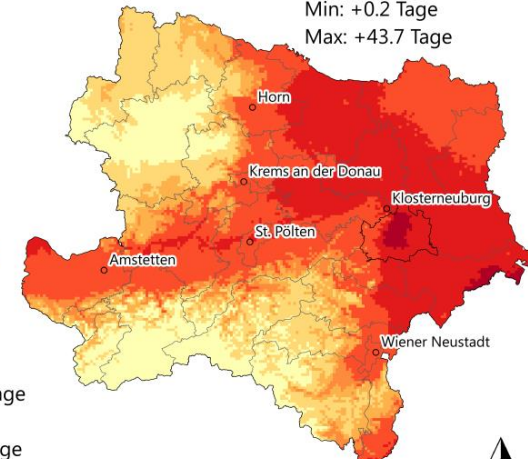 Min: +0.2 Tage
Max: +43.7 Tage
Horn
Krems an der Donau
Klosterneuburg
St. Pölten
Amstetten
Wiener Neustadt